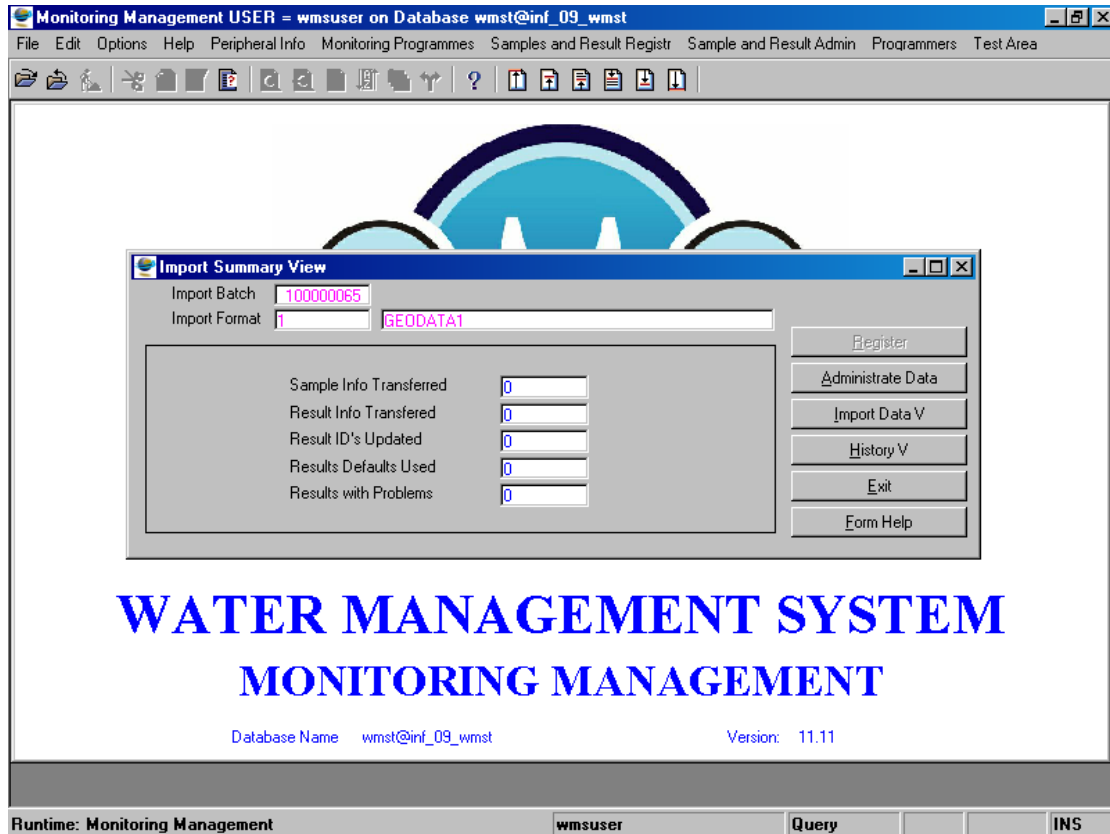 Monitoring Management USER = wmsuser on Database wmst@inf_09_wmst
File Edit Options Help Peripheral Info Monitoring Programmes Samples and Result Registr Sample and Result Admin Programmers Test Area
Import Summary View
Import Batch 100000065
Import Format 1 GEODATA1
Register
Sample Info Transferred 0
Administrate Data
Result Info Transfered 0
Import Data V
Result ID's Updated 0
History V
Results Defaults Used 0
Exit
Results with Problems 0
Form Help
WATER MANAGEMENT SYSTEM
MONITORING MANAGEMENT
Database Name wmst@inf_09_wmst Version: 11.11
Runtime: Monitoring Management wmsuser Query INS